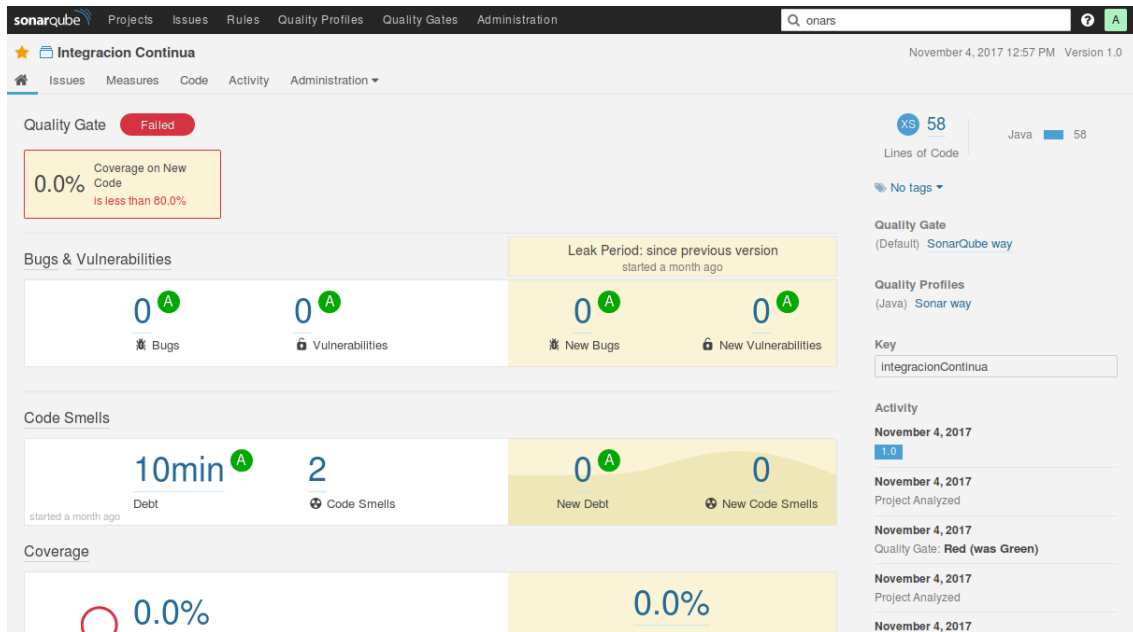 sonarqube Projects Issues Rules Quality Profiles Quality Gates Administration onars ? A
Integracion Continua November 4, 2017 12:57 PM Version 1.0
Issues Measures Code Activity Administration
Quality Gate Failed
0.0% Coverage on New
Code
is less than 80.0%
Bugs & Vulnerabilities
Leak Period: since previous version
started a month ago
0 A 0 A 0 A 0 A
Bugs Vulnerabilities New Bugs New Vulnerabilities
Code Smells
10min A 2 0 A 0
Debt Code Smells New Debt New Code Smells
started a month ago
Coverage
0.0% 0.0%
XS 58 Java 58
Lines of Code
No tags
Quality Gate
(Default) SonarQube way
Quality Profiles
(Java) Sonar way
Key
integracionContinua
Activity
November 4, 2017
1.0
November 4, 2017
Project Analyzed
November 4, 2017
Quality Gate: Red (was Green)
November 4, 2017
Project Analyzed
November 4, 2017